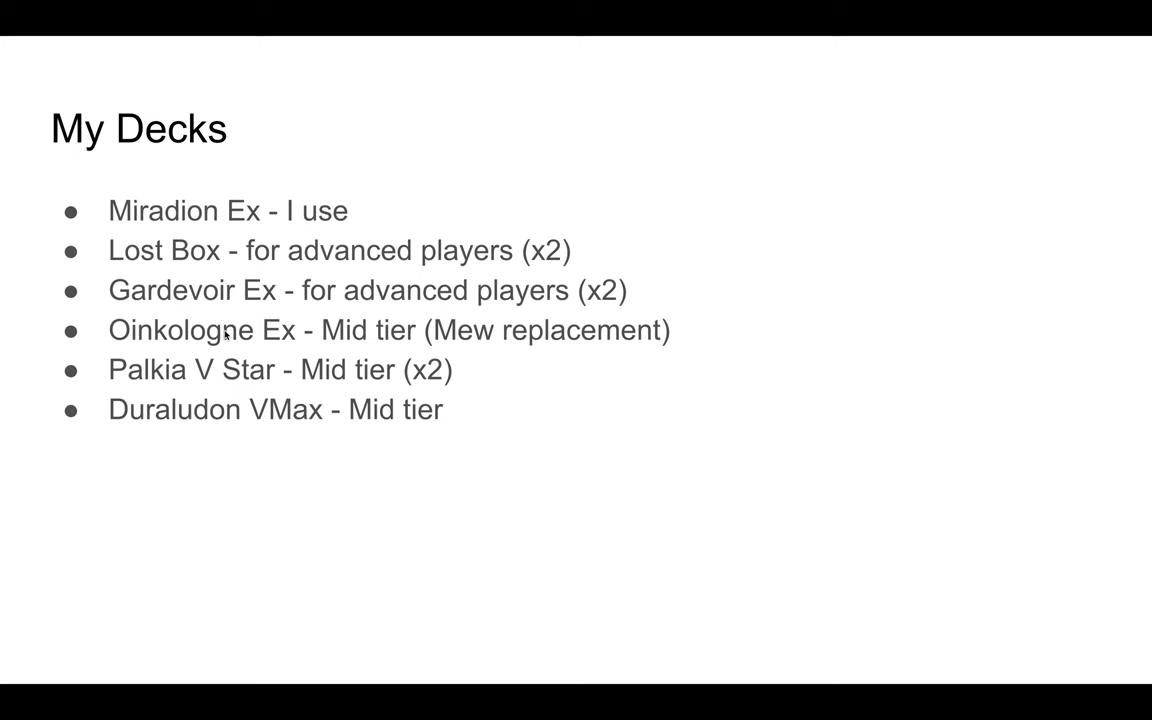 My Decks
● Miradion Ex - I use
● Lost Box - for advanced players (x2)
● Gardevoir Ex - for advanced players (x2)
● Oinkologne Ex - Mid tier (Mew replacement)
● Palkia V Star - Mid tier (x2)
● Duraludon VMax - Mid tier